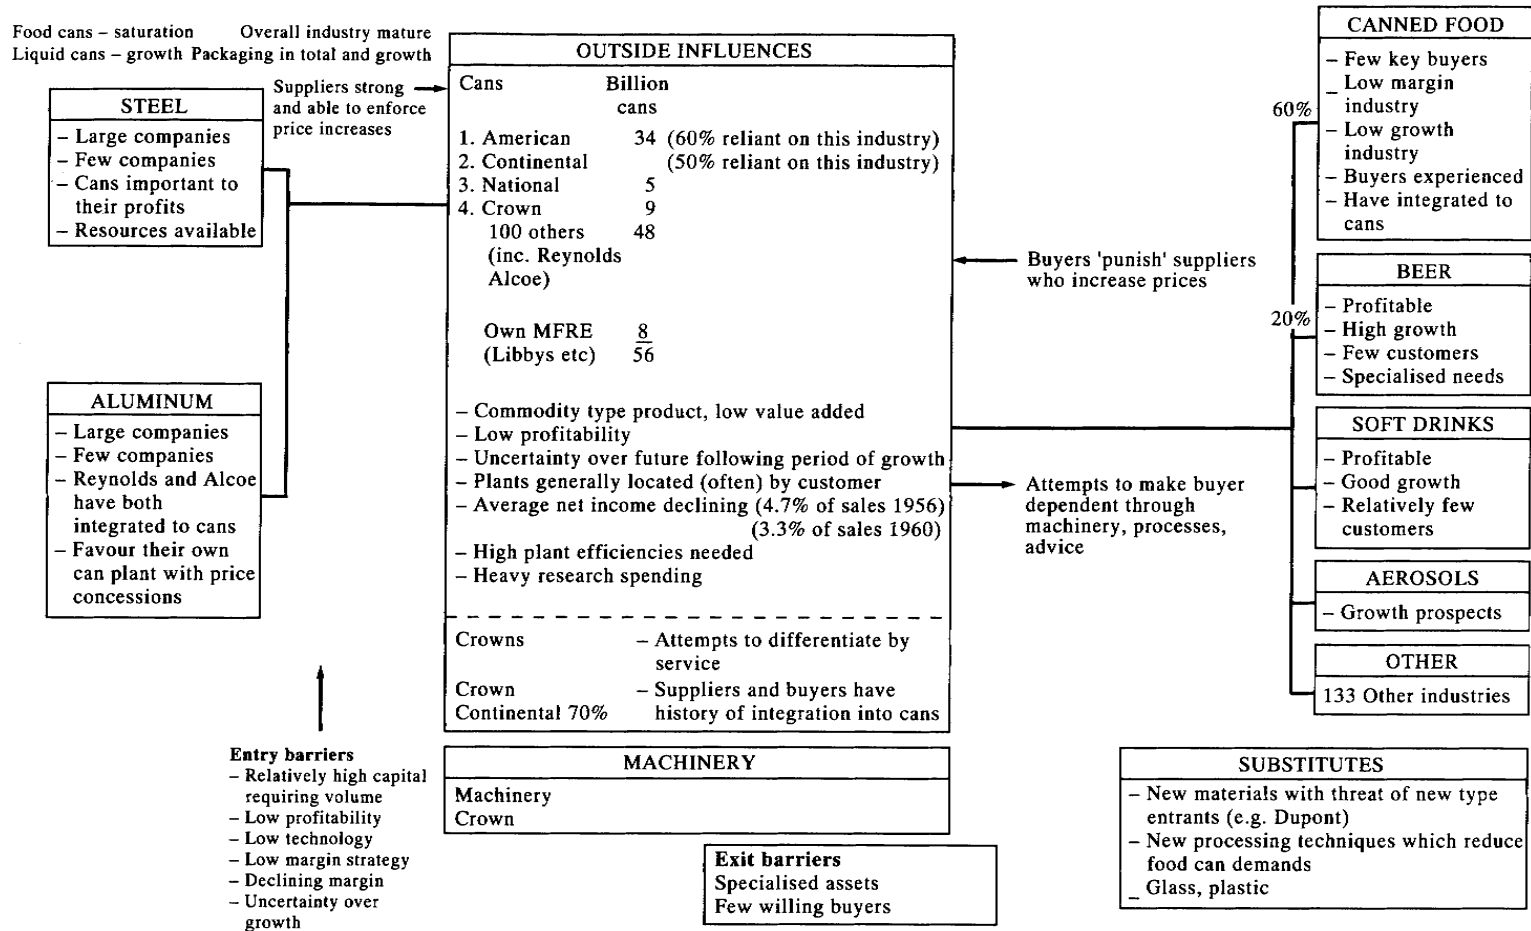 Food cans – saturation Overall industry mature
Liquid cans – growth Packaging in total and growth
Suppliers strong
and able to enforce
price increases
STEEL
– Large companies
– Few companies
– Cans important to
their profits
– Resources available
ALUMINUM
– Large companies
– Few companies
– Reynolds and Alcoe
have both
integrated to cans
– Favour their own
can plant with price
concessions
Entry barriers
– Relatively high capital
requiring volume
– Low profitability
– Low technology
– Low margin strategy
– Declining margin
– Uncertainty over
growth
OUTSIDE INFLUENCES
Cans Billion
cans
1. American 34 (60% reliant on this industry)
2. Continental (50% reliant on this industry)
3. National 5
4. Crown 9
100 others 48
(inc. Reynolds
Alcoe)
Own MFRE 8
(Libbys etc) 56
– Commodity type product, low value added
– Low profitability
– Uncertainty over future following period of growth
– Plants generally located (often) by customer
– Average net income declining (4.7% of sales 1956)
(3.3% of sales 1960)
– High plant efficiencies needed
– Heavy research spending
Crowns – Attempts to differentiate by
service
Crown – Suppliers and buyers have
Continental 70% history of integration into cans
MACHINERY
Machinery
Crown
Exit barriers
Specialised assets
Few willing buyers
Buyers 'punish' suppliers
who increase prices
Attempts to make buyer
dependent through
machinery, processes,
advice
60%
20%
CANNED FOOD
– Few key buyers
_ Low margin
industry
– Low growth
industry
– Buyers experienced
– Have integrated to
cans
BEER
– Profitable
– High growth
– Few customers
– Specialised needs
SOFT DRINKS
– Profitable
– Good growth
– Relatively few
customers
AEROSOLS
– Growth prospects
OTHER
133 Other industries
SUBSTITUTES
– New materials with threat of new type
entrants (e.g. Dupont)
– New processing techniques which reduce
food can demands
_ Glass, plastic